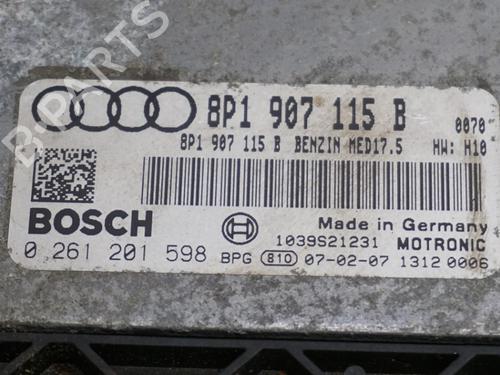 B-PARTS
8P1 907 115 B 0070
8P1 907 115 B BENZIN MED17.5 HW: H10
BOSCH
Made in Germany
1039S21231 MOTRONIC
0 261 201 598 BPG 810 07-02-07 1312 0006